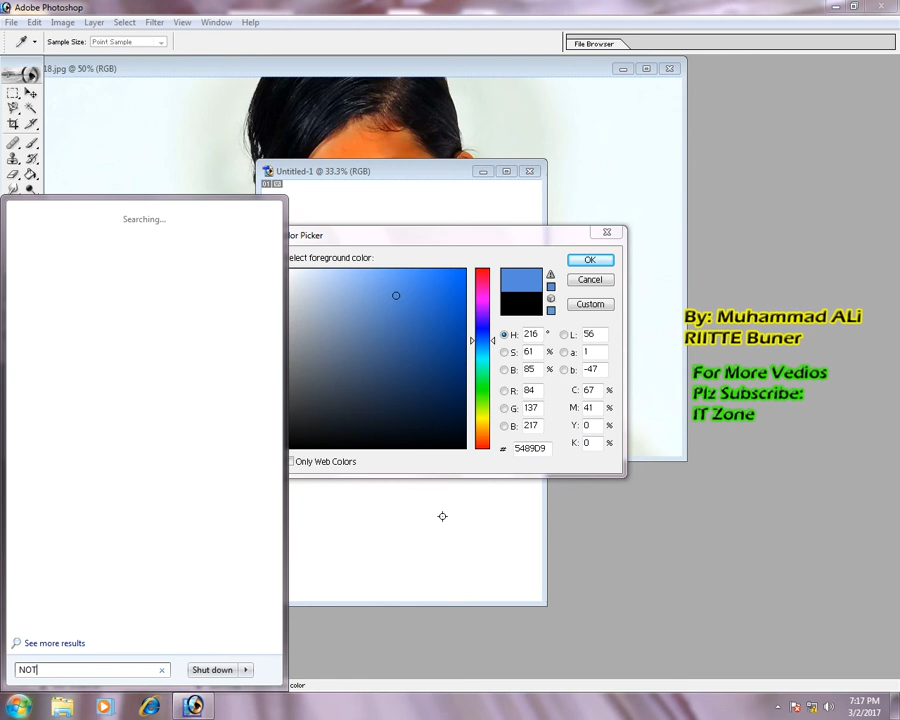 Adobe Photoshop
File Edit Image Layer Select Filter View Window Help
Sample Size: Point Sample File Browser
18.jpg @ 50% (RGB)
Untitled-1 @ 33.3% (RGB)
Searching...
lor Picker
elect foreground color:
OK
Cancel
Custom
H: 216 ° L: 56
S: 61 % a: 1
B: 85 % b: -47
R: 84 C: 67 %
G: 137 M: 41 %
B: 217 Y: 0 %
K: 0 %
# 5489D9
Only Web Colors
By: Muhammad ALi
RIITTE Buner
For More Vedios
Plz Subscribe:
IT Zone
See more results
NOT
Shut down
color
7:17 PM
3/2/2017